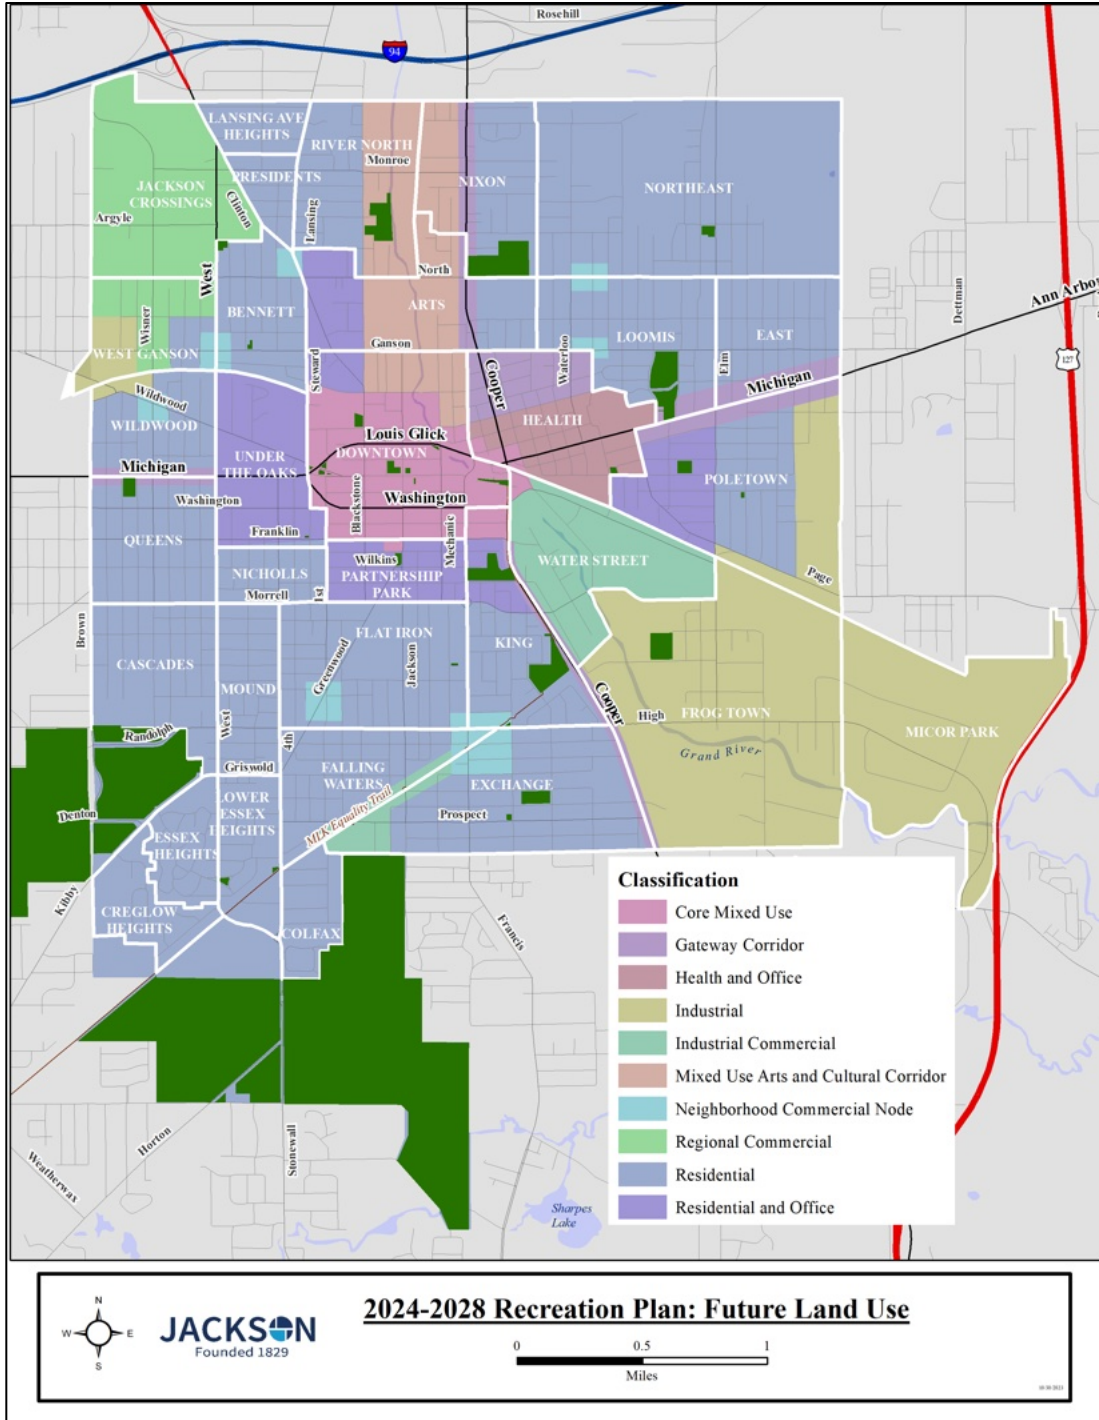 Rosehill
94
LANSING AVE
HEIGHTS
RIVER NORTH
Monroe
PRESIDENTS
NIXON
NORTHEAST
JACKSON
CROSSINGS
Clinton
Argyle
Lansing
West
North
Dettman
Ann Arbor
127
BENNETT
ARTS
Wisner
Ganson
WEST GANSON
Steward
Cooper
Waterloo
LOOMIS
EAST
Elm
Michigan
Wildwood
WILDWOOD
HEALTH
Louis Glick
DOWNTOWN
UNDER
THE OAKS
Michigan
POLETOWN
Washington
Washington
Blackstone
Franklin
Mechanic
QUEENS
WATER STREET
Wilkins
NICHOLLS
PARTNERSHIP
PARK
Page
Morrell
1st
Brown
FLAT IRON
KING
CASCADES
Greenwood
Jackson
MOUND
West
Cooper
High
FROG TOWN
MICOR PARK
Randolph
4th
Grand River
Griswold
FALLING
WATERS
EXCHANGE
LOWER
ESSEX
HEIGHTS
Denton
MLK Equality Trail
Prospect
ESSEX
HEIGHTS
Kibby
CREGLOW
HEIGHTS
COLFAX
Francis
Classification
Core Mixed Use
Gateway Corridor
Health and Office
Industrial
Industrial Commercial
Mixed Use Arts and Cultural Corridor
Neighborhood Commercial Node
Regional Commercial
Residential
Residential and Office
Horton
Stonewall
Weatherwax
Sharpes
Lake
N
W E
S
JACKSON
Founded 1829
2024-2028 Recreation Plan: Future Land Use
0 0.5 1
Miles